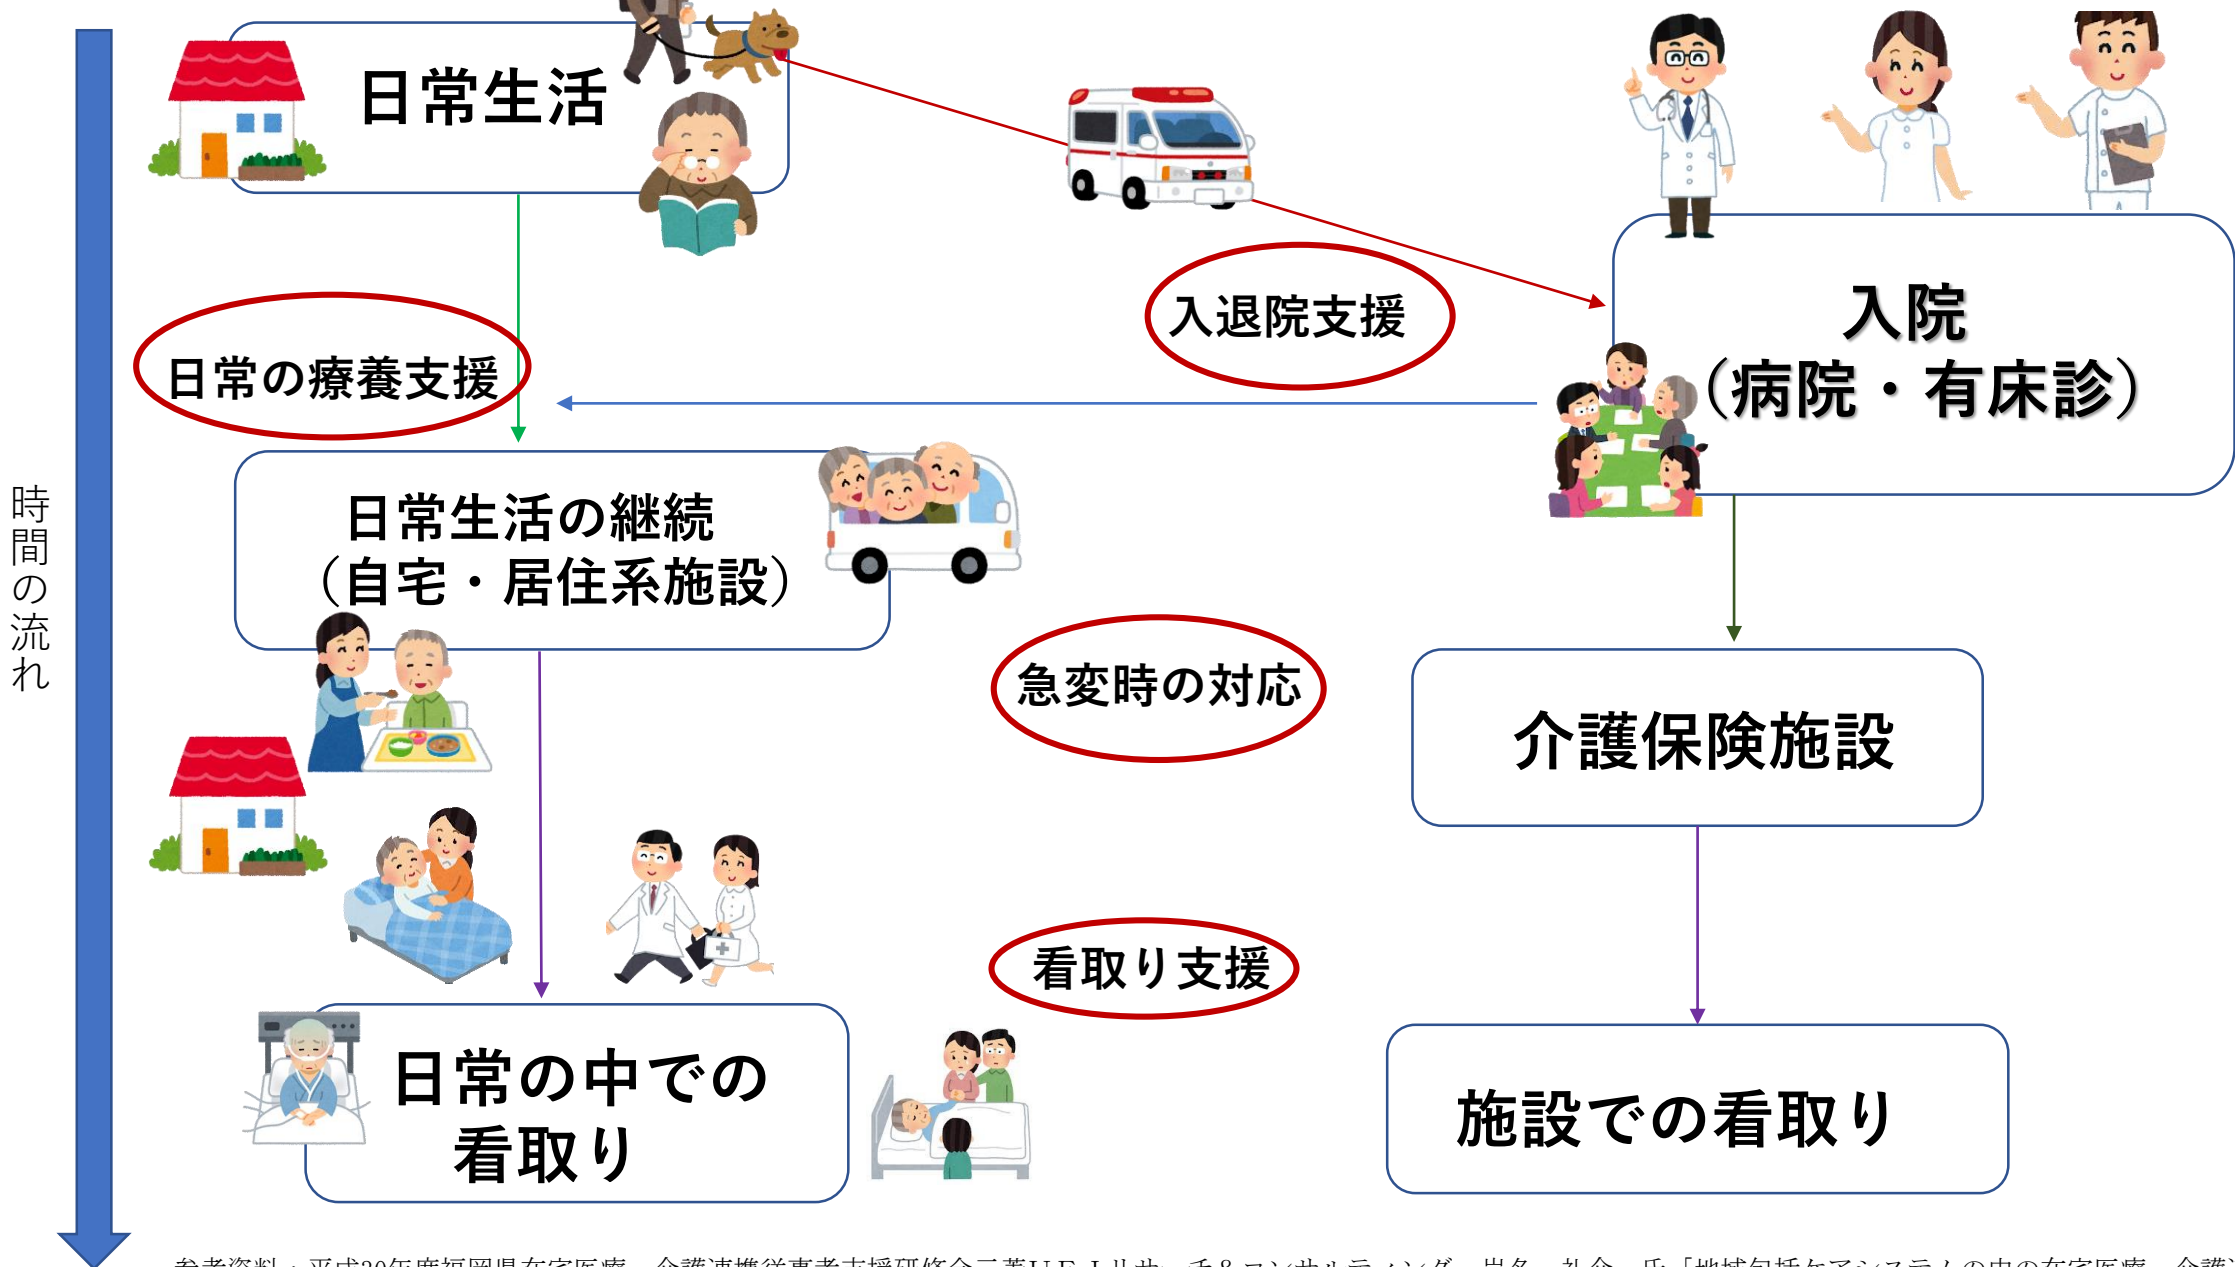 日常生活
入退院支援
入院
（病院・有床診）
日常の療養支援
時間の流れ
日常生活の継続
（自宅・居住系施設）
急変時の対応
介護保険施設
看取り支援
日常の中での
看取り
施設での看取り